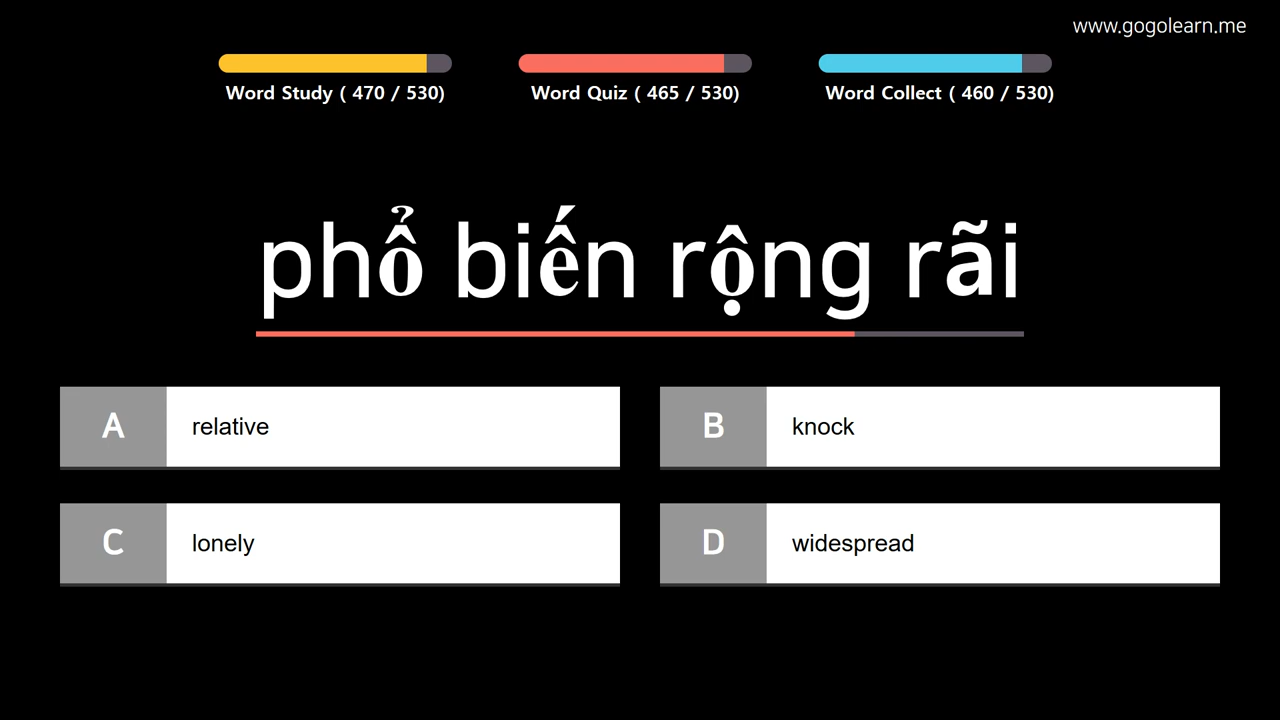 www.gogolearn.me
Word Study ( 470 / 530)
Word Quiz ( 465 / 530)
Word Collect ( 460 / 530)
phổ biến rộng rãi
A relative
B knock
C lonely
D widespread